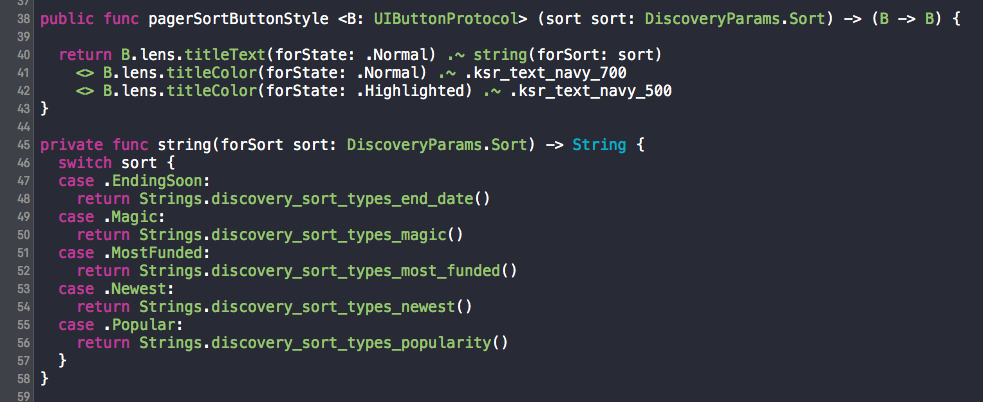 37
38 public func pagerSortButtonStyle <B: UIButtonProtocol> (sort sort: DiscoveryParams.Sort) -> (B -> B) {
39
40   return B.lens.titleText(forState: .Normal) .~ string(forSort: sort)
41     <> B.lens.titleColor(forState: .Normal) .~ .ksr_text_navy_700
42     <> B.lens.titleColor(forState: .Highlighted) .~ .ksr_text_navy_500
43 }
44
45 private func string(forSort sort: DiscoveryParams.Sort) -> String {
46   switch sort {
47   case .EndingSoon:
48     return Strings.discovery_sort_types_end_date()
49   case .Magic:
50     return Strings.discovery_sort_types_magic()
51   case .MostFunded:
52     return Strings.discovery_sort_types_most_funded()
53   case .Newest:
54     return Strings.discovery_sort_types_newest()
55   case .Popular:
56     return Strings.discovery_sort_types_popularity()
57   }
58 }
59